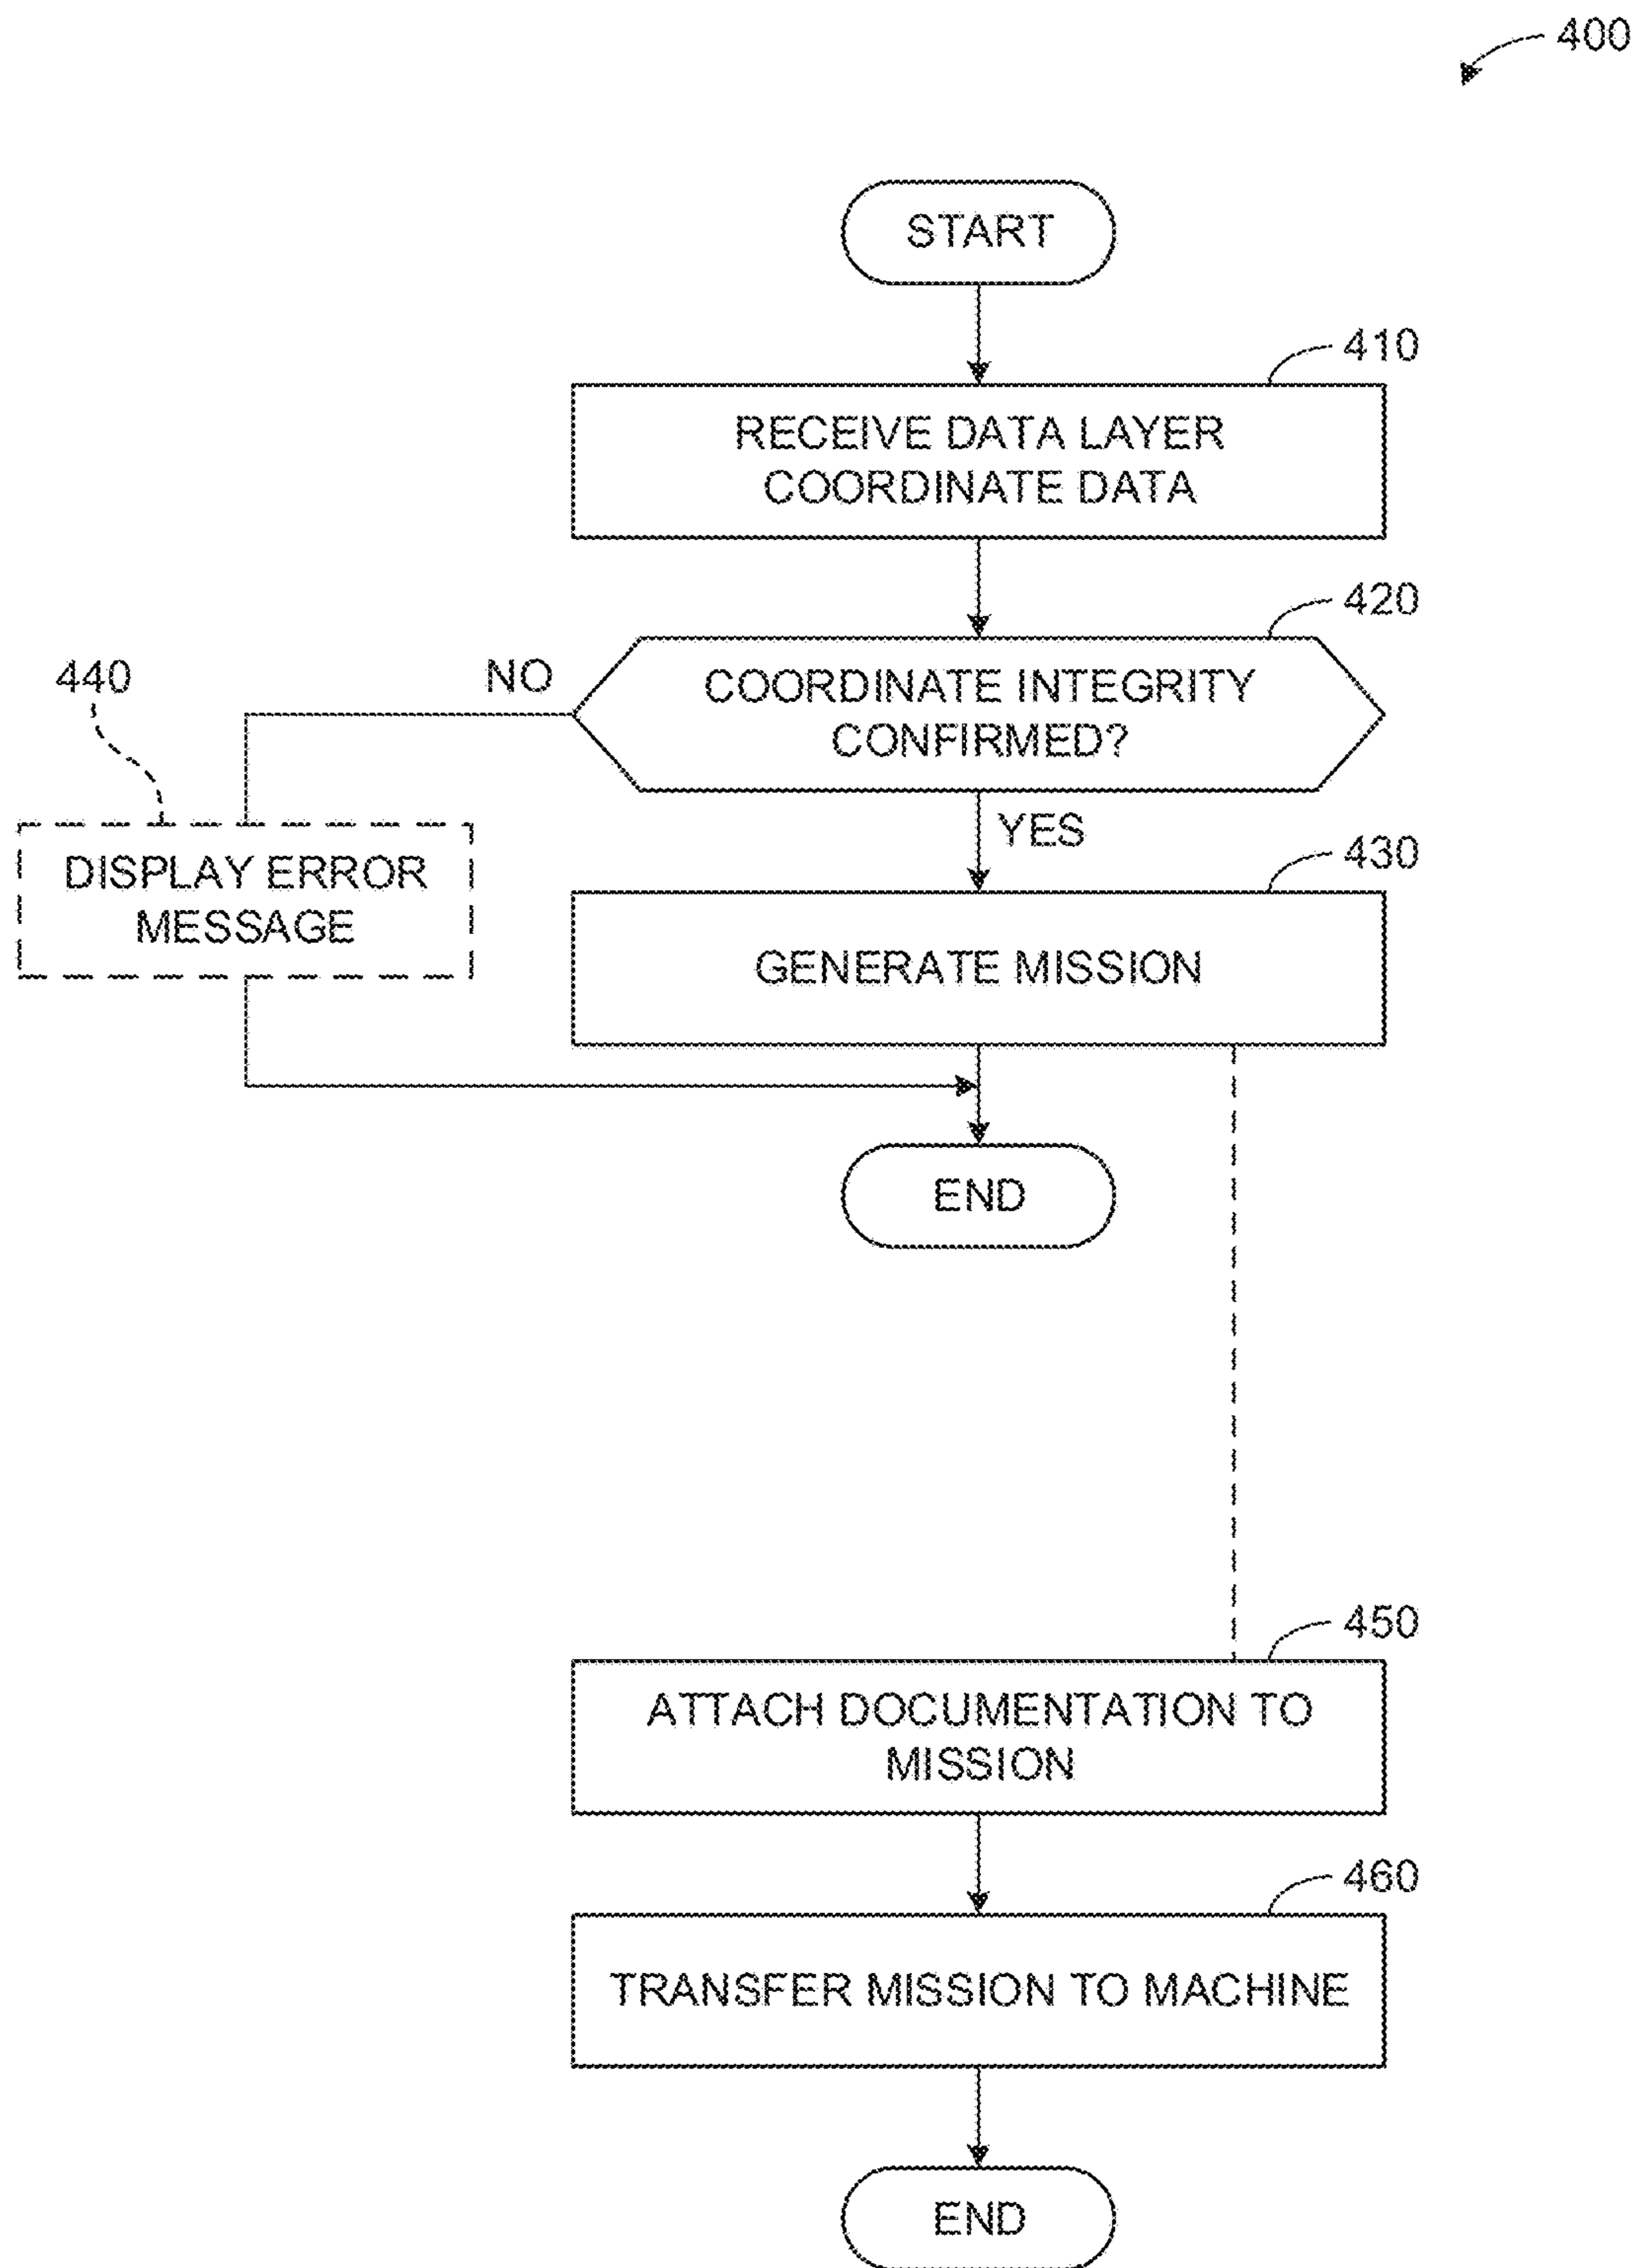 400
START
410
RECEIVE DATA LAYER
COORDINATE DATA
420
COORDINATE INTEGRITY
CONFIRMED?
NO
440
YES
DISPLAY ERROR
MESSAGE
430
GENERATE MISSION
END
450
ATTACH DOCUMENTATION TO
MISSION
460
TRANSFER MISSION TO MACHINE
END